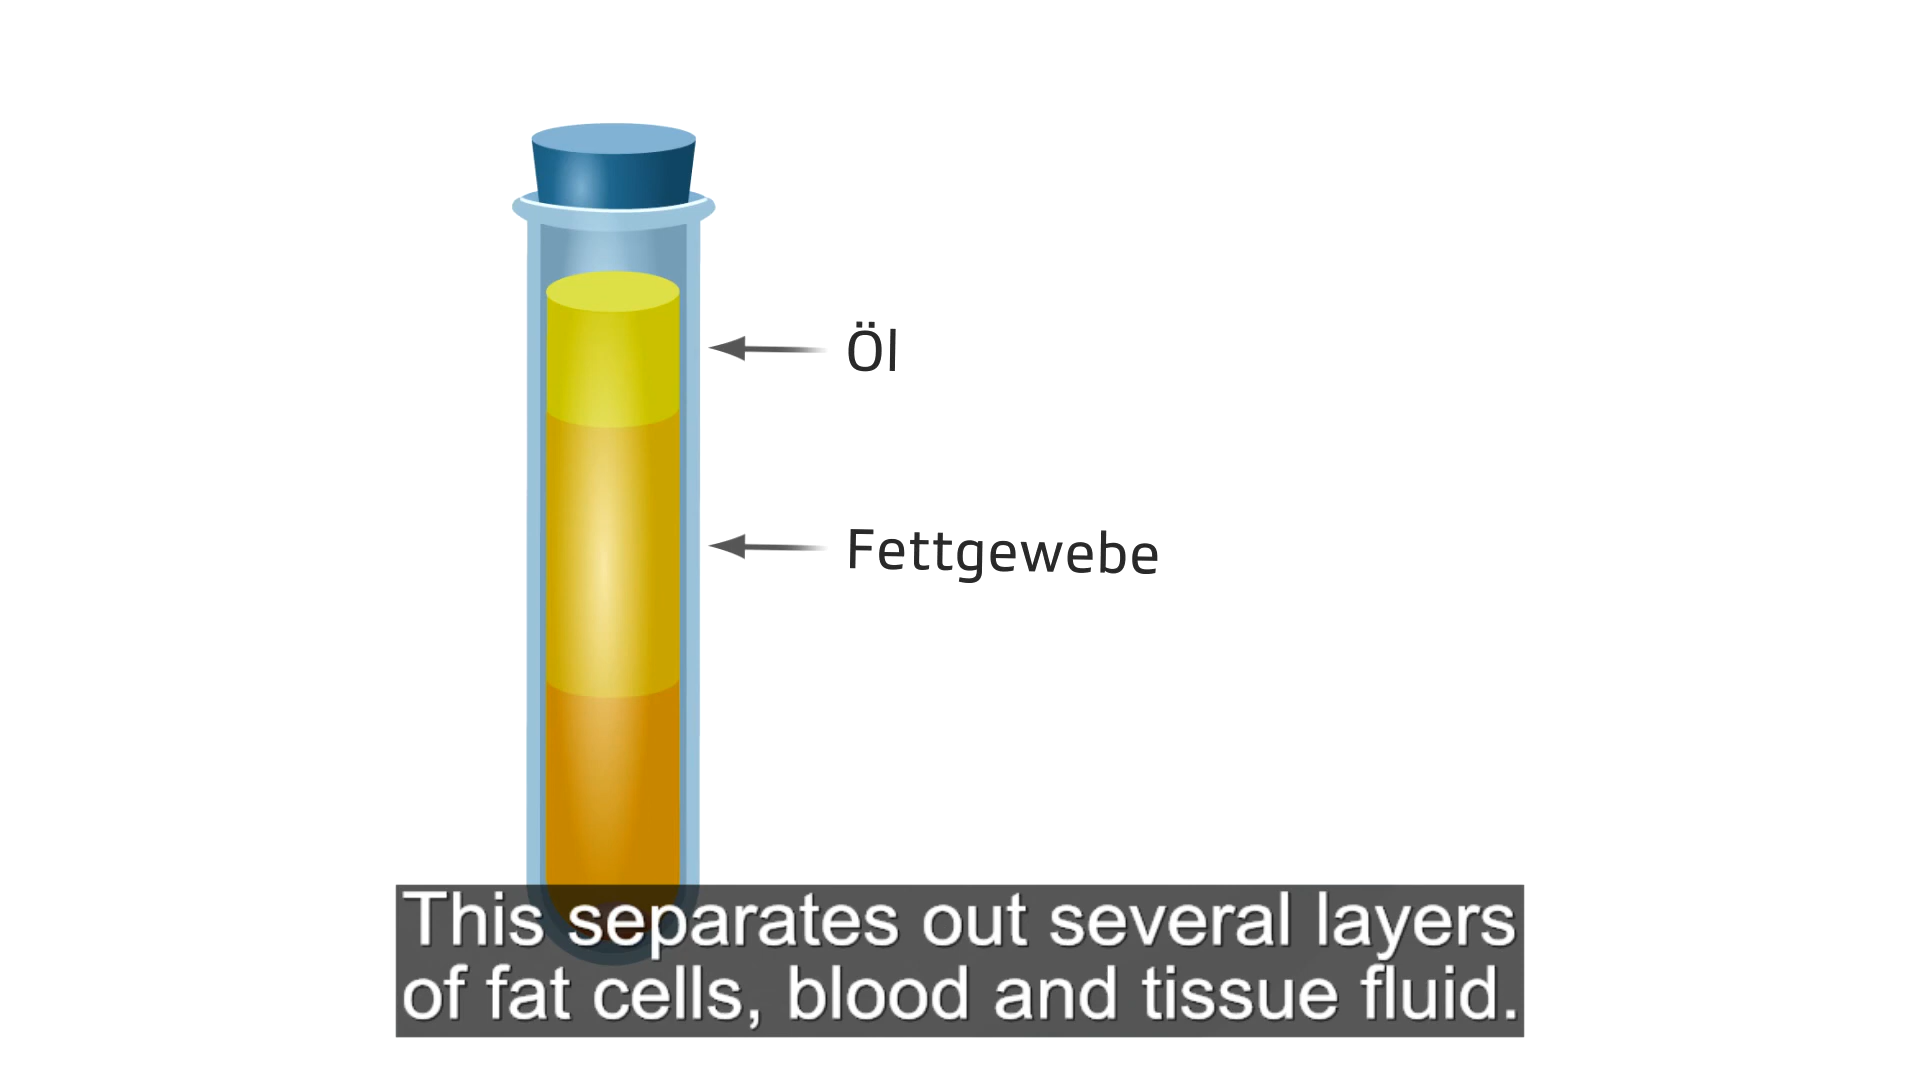 Öl
Fettgewebe
This separates out several layers
of fat cells, blood and tissue fluid.